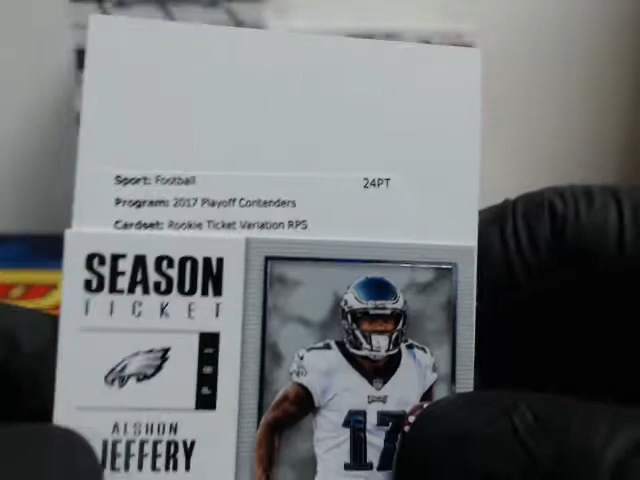 Sport: Football 24PT
Program: 2017 Playoff Contenders
Cardset: Rookie Ticket Variation RPS
SEASON
TICKET
ALSHON
JEFFERY
17